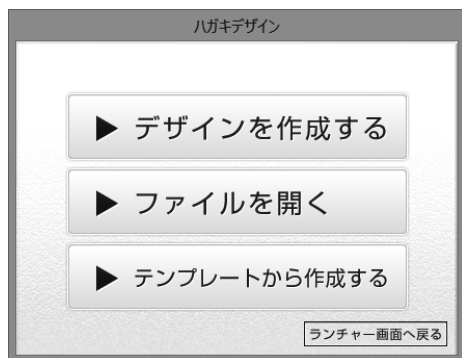 ハガキデザイン
デザインを作成する
ファイルを開く
テンプレートから作成する
ランチャー画面へ戻る